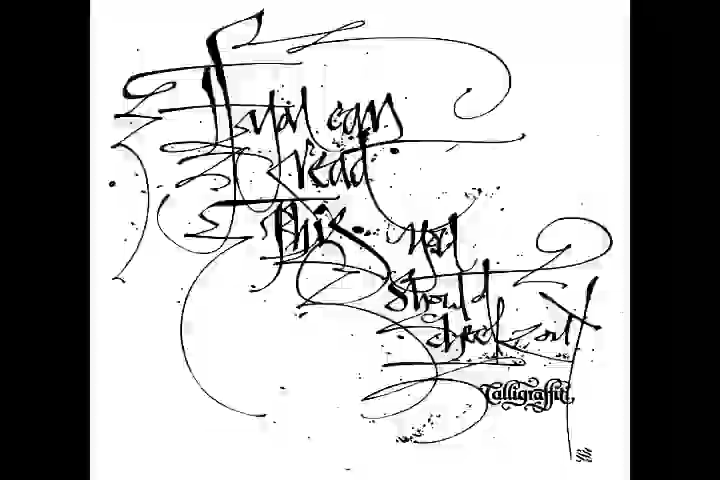 If you can
read
this you
should
check out
Calligraffiti